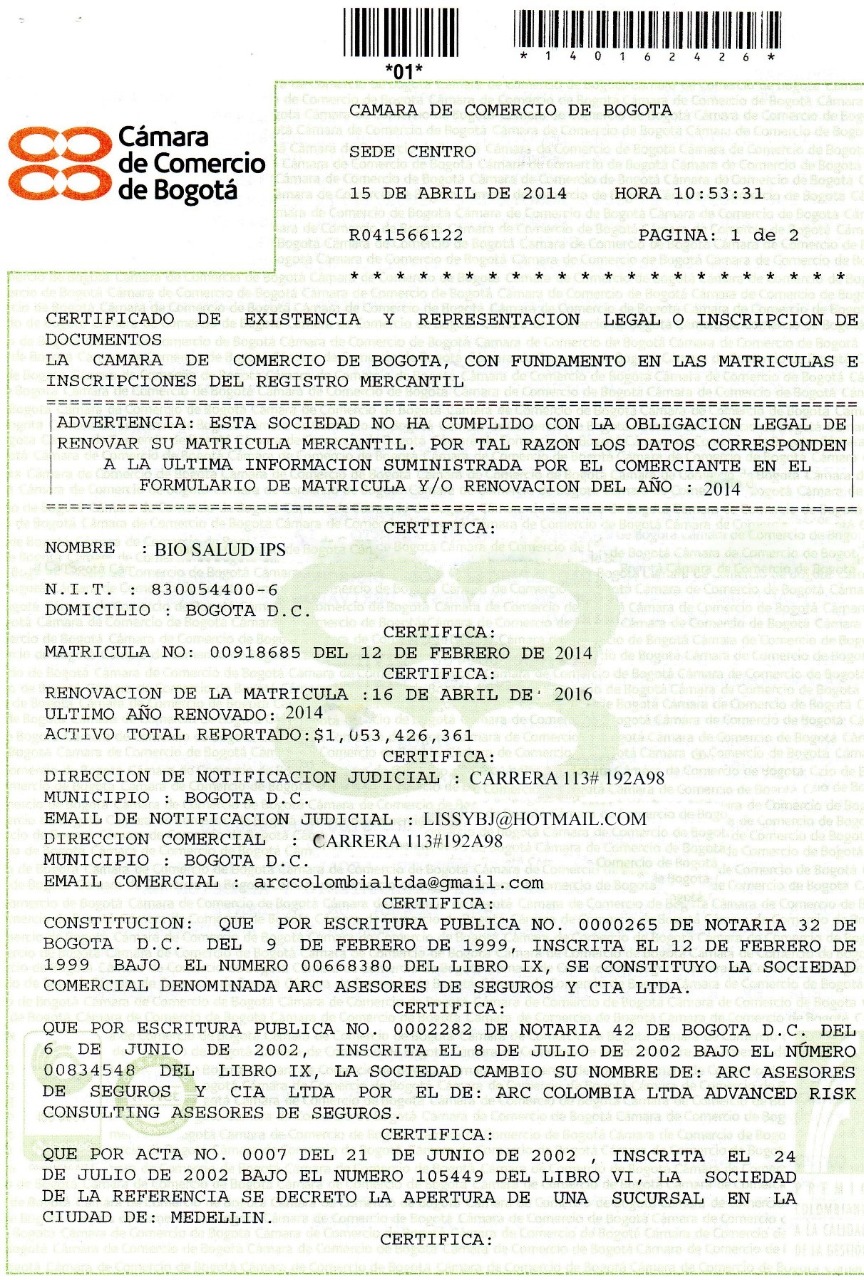 *01*
*140162426*
Cámara
de Comercio
de Bogotá
CAMARA DE COMERCIO DE BOGOTA
SEDE CENTRO
15 DE ABRIL DE 2014 HORA 10:53:31
R041566122 PAGINA: 1 de 2
* * * * * * * * * * * * * * * * * * * * *
CERTIFICADO DE EXISTENCIA Y REPRESENTACION LEGAL O INSCRIPCION DE
DOCUMENTOS
LA CAMARA DE COMERCIO DE BOGOTA, CON FUNDAMENTO EN LAS MATRICULAS E
INSCRIPCIONES DEL REGISTRO MERCANTIL
ADVERTENCIA: ESTA SOCIEDAD NO HA CUMPLIDO CON LA OBLIGACION LEGAL DE
RENOVAR SU MATRICULA MERCANTIL. POR TAL RAZON LOS DATOS CORRESPONDEN
A LA ULTIMA INFORMACION SUMINISTRADA POR EL COMERCIANTE EN EL
FORMULARIO DE MATRICULA Y/O RENOVACION DEL AÑO : 2014
CERTIFICA:
NOMBRE : BIO SALUD IPS
N.I.T. : 830054400-6
DOMICILIO : BOGOTA D.C.
CERTIFICA:
MATRICULA NO: 00918685 DEL 12 DE FEBRERO DE 2014
CERTIFICA:
RENOVACION DE LA MATRICULA :16 DE ABRIL DE 2016
ULTIMO AÑO RENOVADO: 2014
ACTIVO TOTAL REPORTADO:$1,053,426,361
CERTIFICA:
DIRECCION DE NOTIFICACION JUDICIAL : CARRERA 113# 192A98
MUNICIPIO : BOGOTA D.C.
EMAIL DE NOTIFICACION JUDICIAL : LISSYBJ@HOTMAIL.COM
DIRECCION COMERCIAL : CARRERA 113#192A98
MUNICIPIO : BOGOTA D.C.
EMAIL COMERCIAL : arccolombialtda@gmail.com
CERTIFICA:
CONSTITUCION: QUE POR ESCRITURA PUBLICA NO. 0000265 DE NOTARIA 32 DE
BOGOTA D.C. DEL 9 DE FEBRERO DE 1999, INSCRITA EL 12 DE FEBRERO DE
1999 BAJO EL NUMERO 00668380 DEL LIBRO IX, SE CONSTITUYO LA SOCIEDAD
COMERCIAL DENOMINADA ARC ASESORES DE SEGUROS Y CIA LTDA.
CERTIFICA:
QUE POR ESCRITURA PUBLICA NO. 0002282 DE NOTARIA 42 DE BOGOTA D.C. DEL
6 DE JUNIO DE 2002, INSCRITA EL 8 DE JULIO DE 2002 BAJO EL NÚMERO
00834548 DEL LIBRO IX, LA SOCIEDAD CAMBIO SU NOMBRE DE: ARC ASESORES
DE SEGUROS Y CIA LTDA POR EL DE: ARC COLOMBIA LTDA ADVANCED RISK
CONSULTING ASESORES DE SEGUROS.
CERTIFICA:
QUE POR ACTA NO. 0007 DEL 21 DE JUNIO DE 2002 , INSCRITA EL 24
DE JULIO DE 2002 BAJO EL NUMERO 105449 DEL LIBRO VI, LA SOCIEDAD
DE LA REFERENCIA SE DECRETO LA APERTURA DE UNA SUCURSAL EN LA
CIUDAD DE: MEDELLIN.
CERTIFICA: